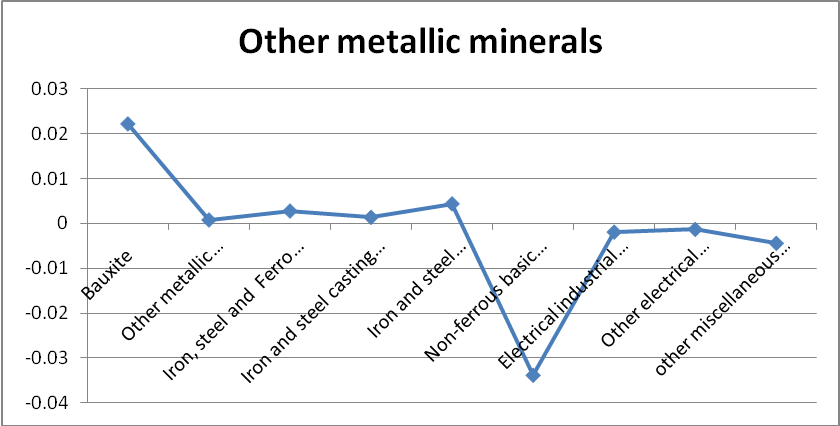 Other metallic minerals
0.03
0.02
0.01
0
-0.01
-0.02
-0.03
-0.04
Bauxite
Other metallic...
Iron, steel and Ferro...
Iron and steel casting...
Iron and steel...
Non-ferrous basic...
Electrical industrial...
Other electrical...
other miscellaneous...